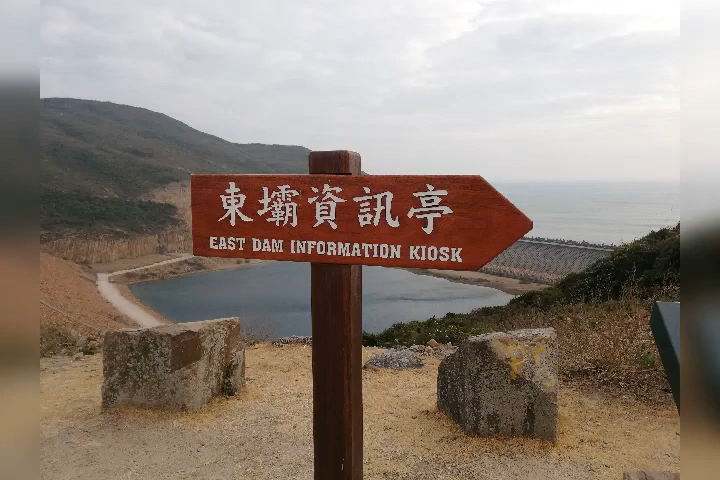 東壩資訊亭
EAST DAM INFORMATION KIOSK